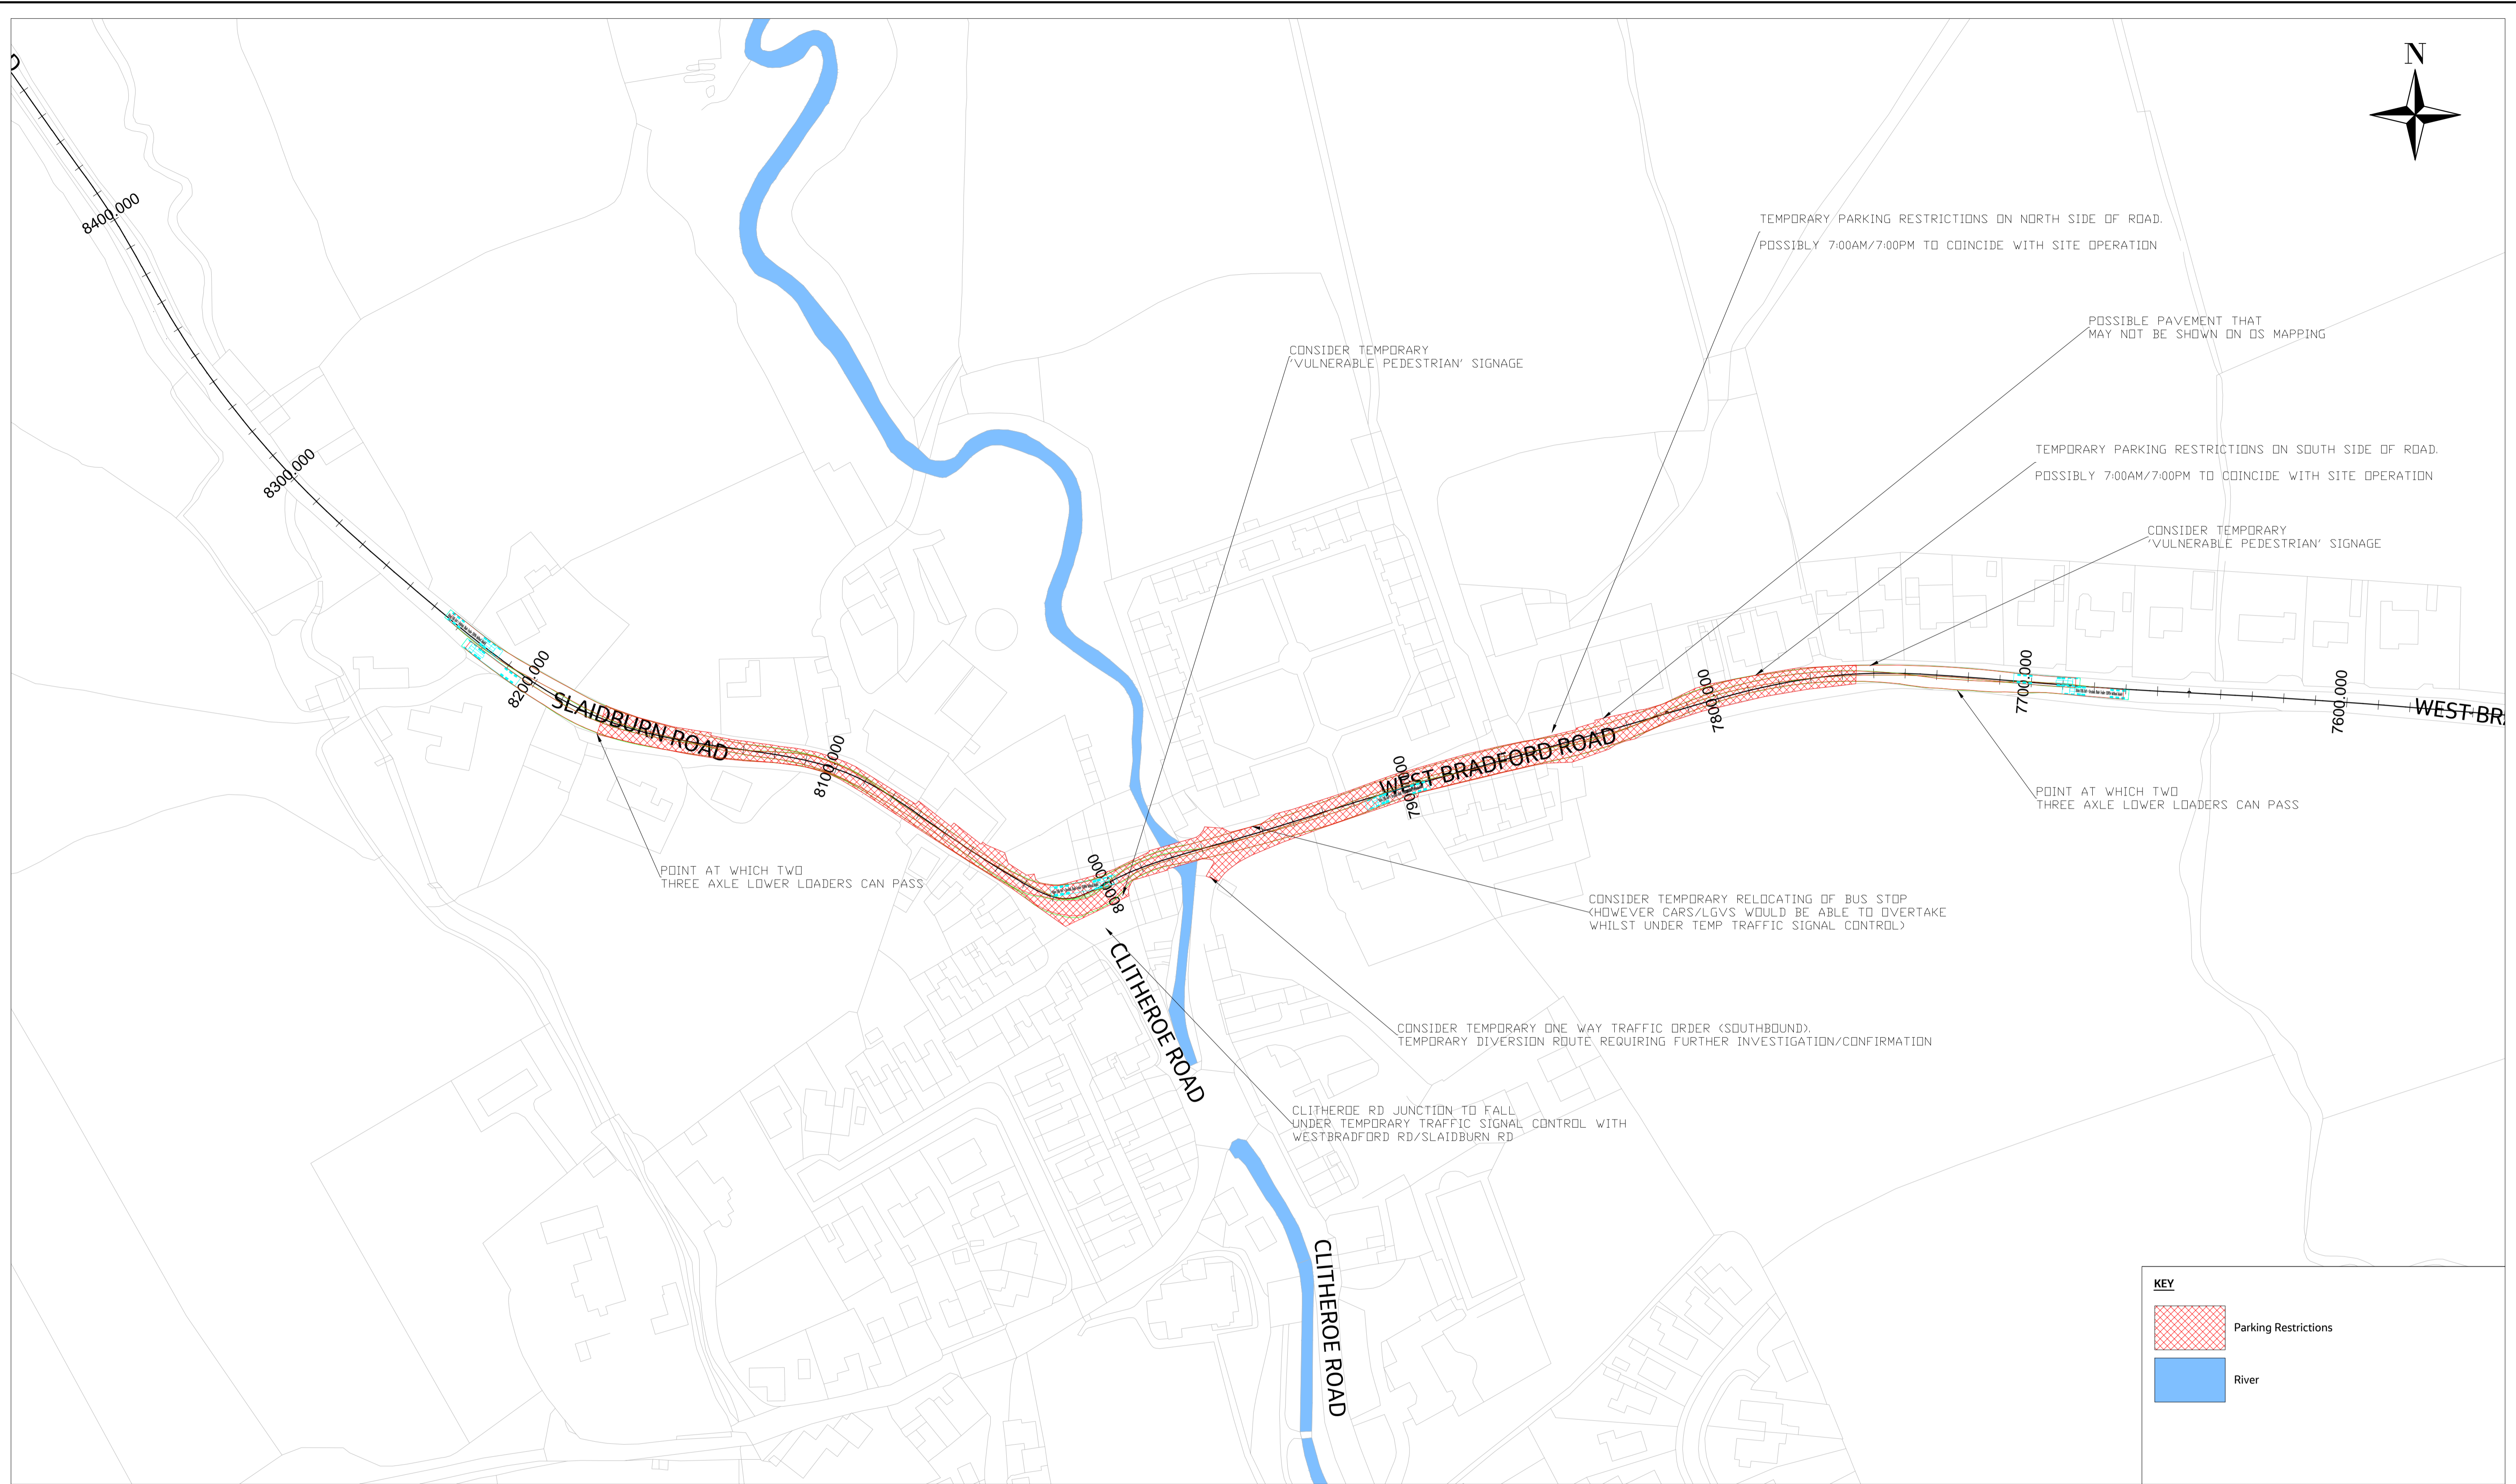 N
8400.000
8300.000
8200.000
SLAIDBURN ROAD
8100.000
8000.000
WEST BRADFORD ROAD
7900.000
7800.000
7700.000
7600.000
WEST BRA
CLITHEROE ROAD
CLITHEROE ROAD
TEMPORARY PARKING RESTRICTIONS ON NORTH SIDE OF ROAD.
POSSIBLY 7:00AM/7:00PM TO COINCIDE WITH SITE OPERATION
POSSIBLE PAVEMENT THAT
MAY NOT BE SHOWN ON OS MAPPING
CONSIDER TEMPORARY
'VULNERABLE PEDESTRIAN' SIGNAGE
TEMPORARY PARKING RESTRICTIONS ON SOUTH SIDE OF ROAD.
POSSIBLY 7:00AM/7:00PM TO COINCIDE WITH SITE OPERATION
CONSIDER TEMPORARY
'VULNERABLE PEDESTRIAN' SIGNAGE
POINT AT WHICH TWO
THREE AXLE LOWER LOADERS CAN PASS
POINT AT WHICH TWO
THREE AXLE LOWER LOADERS CAN PASS
CONSIDER TEMPORARY RELOCATING OF BUS STOP
(HOWEVER CARS/LGVS WOULD BE ABLE TO OVERTAKE
WHILST UNDER TEMP TRAFFIC SIGNAL CONTROL)
CONSIDER TEMPORARY ONE WAY TRAFFIC ORDER (SOUTHBOUND).
TEMPORARY DIVERSION ROUTE REQUIRING FURTHER INVESTIGATION/CONFIRMATION
CLITHEROE RD JUNCTION TO FALL
UNDER TEMPORARY TRAFFIC SIGNAL CONTROL WITH
WESTBRADFORD RD/SLAIDBURN RD
KEY
Parking Restrictions
River